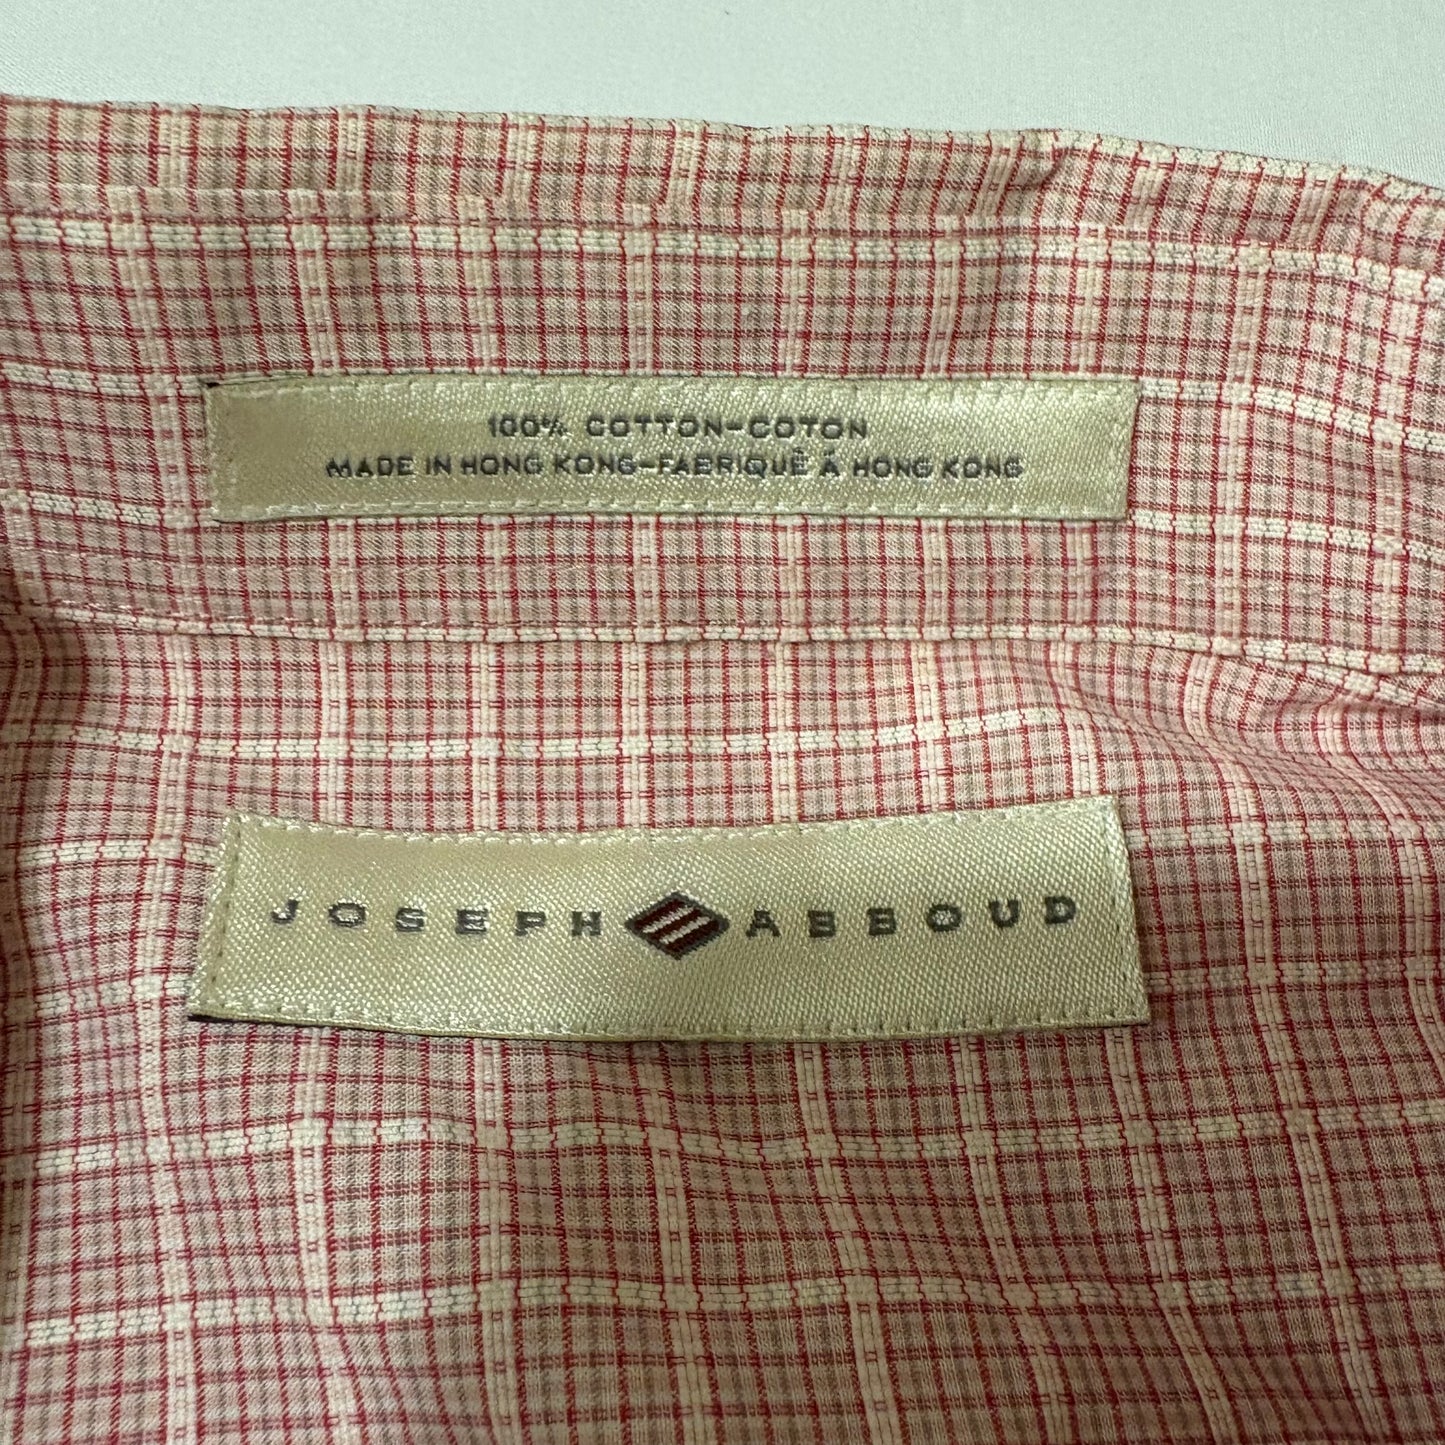 100% COTTON-COTON
MADE IN HONG KONG-FABRIQUÊ Á HONG KONG
JOSEPH ABBOUD